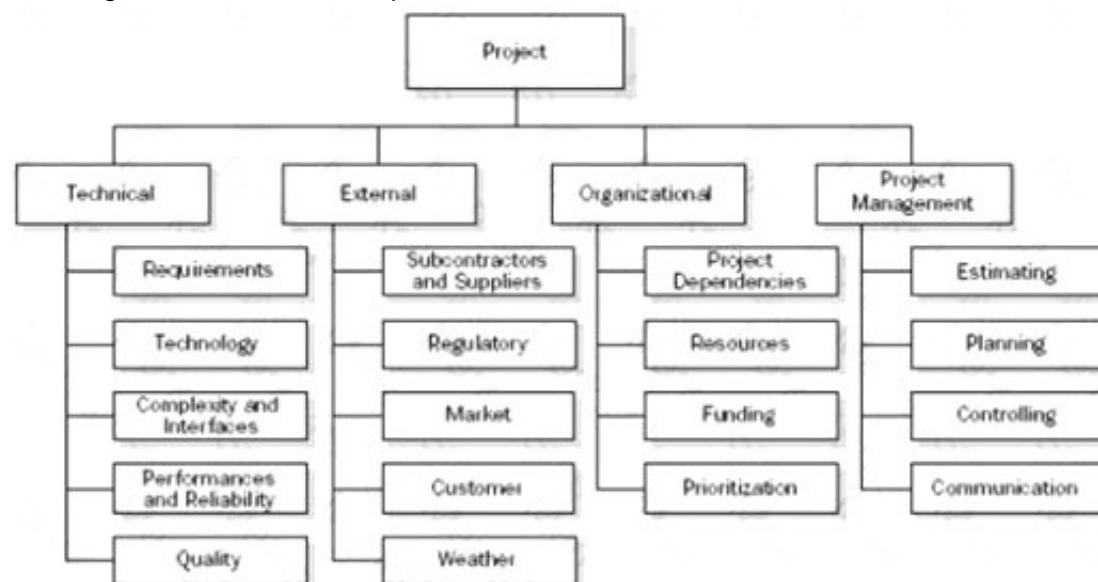 Project
Technical
External
Organizational
Project
Management
Requirements
Technology
Complexity and
Interfaces
Performances
and Reliability
Quality
Subcontractors
and Suppliers
Regulatory
Market
Customer
Weather
Project
Dependencies
Resources
Funding
Prioritization
Estimating
Planning
Controlling
Communication